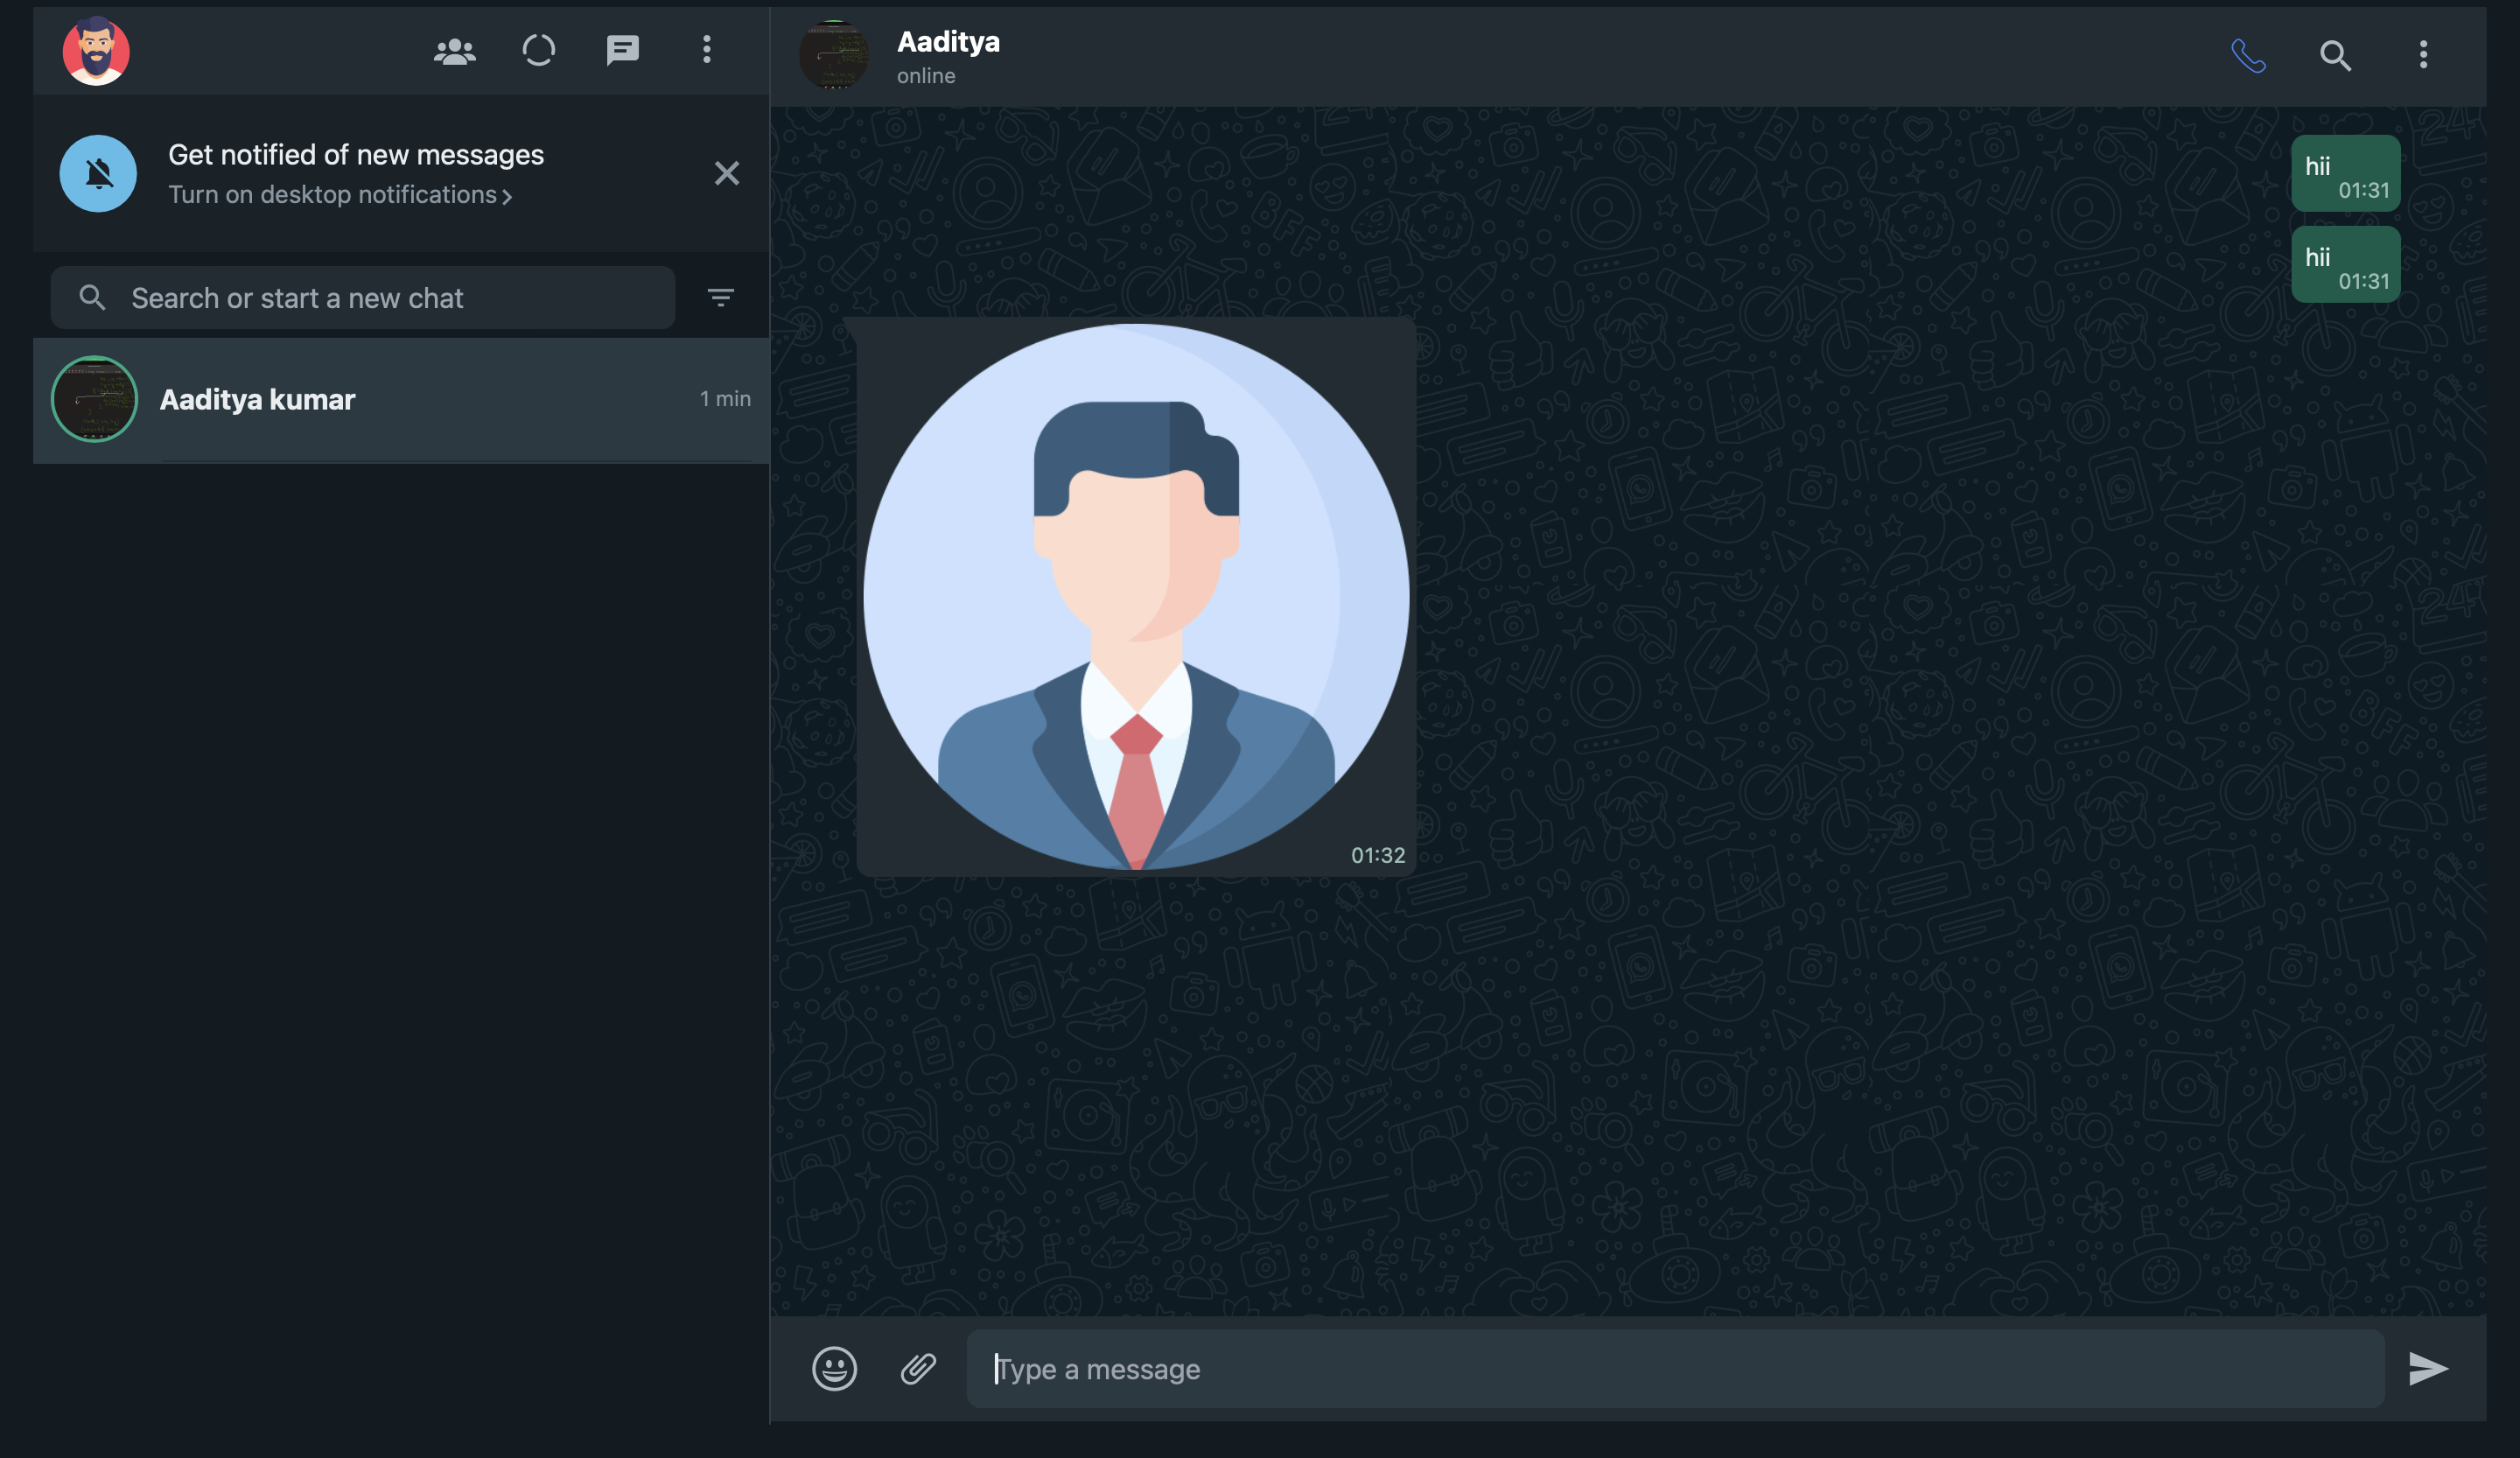 Get notified of new messages
Turn on desktop notifications
Search or start a new chat
Aaditya kumar
1 min
Aaditya
online
hii
01:31
hii
01:31
01:32
Type a message